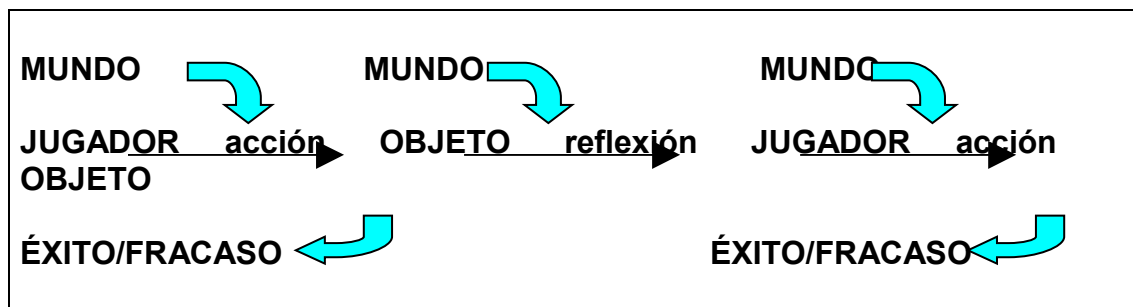 MUNDO MUNDO MUNDO
JUGADOR acción OBJETO reflexión JUGADOR acción
OBJETO
ÉXITO/FRACASO ÉXITO/FRACASO